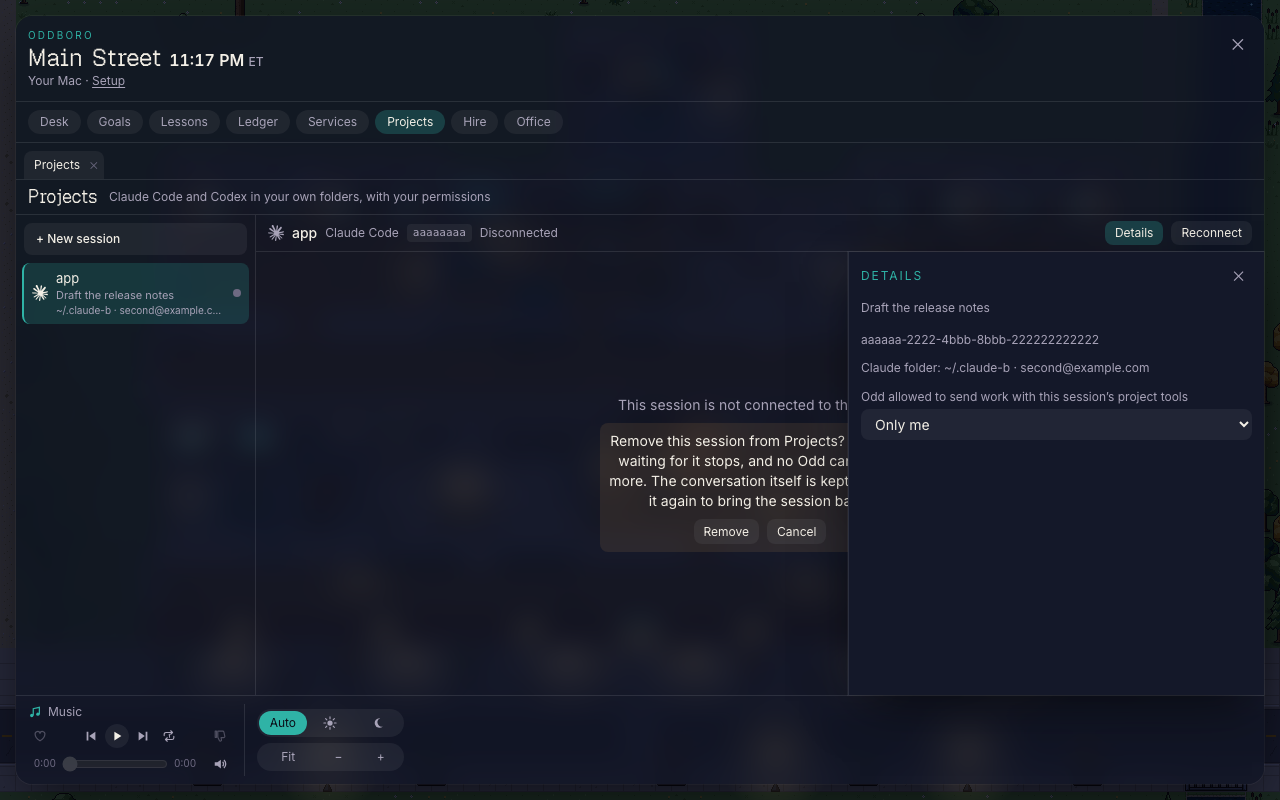 ODDBORO
Main Street 11:17 PM ET
Your Mac · Setup
Desk Goals Lessons Ledger Services Projects Hire Office
Projects
Projects Claude Code and Codex in your own folders, with your permissions
+ New session
app Claude Code aaaaaaaa Disconnected Details Reconnect
app
Draft the release notes
~/.claude-b · second@example.c...
This session is not connected to th
Remove this session from Projects?
waiting for it stops, and no Odd
more. The conversation itself is kept
it again to bring the session
Remove Cancel
DETAILS
Draft the release notes
aaaaaa-2222-4bbb-8bbb-222222222222
Claude folder: ~/.claude-b · second@example.com
Odd allowed to send work with this session's project tools
Only me
Music
0:00 0:00
Auto
Fit − +